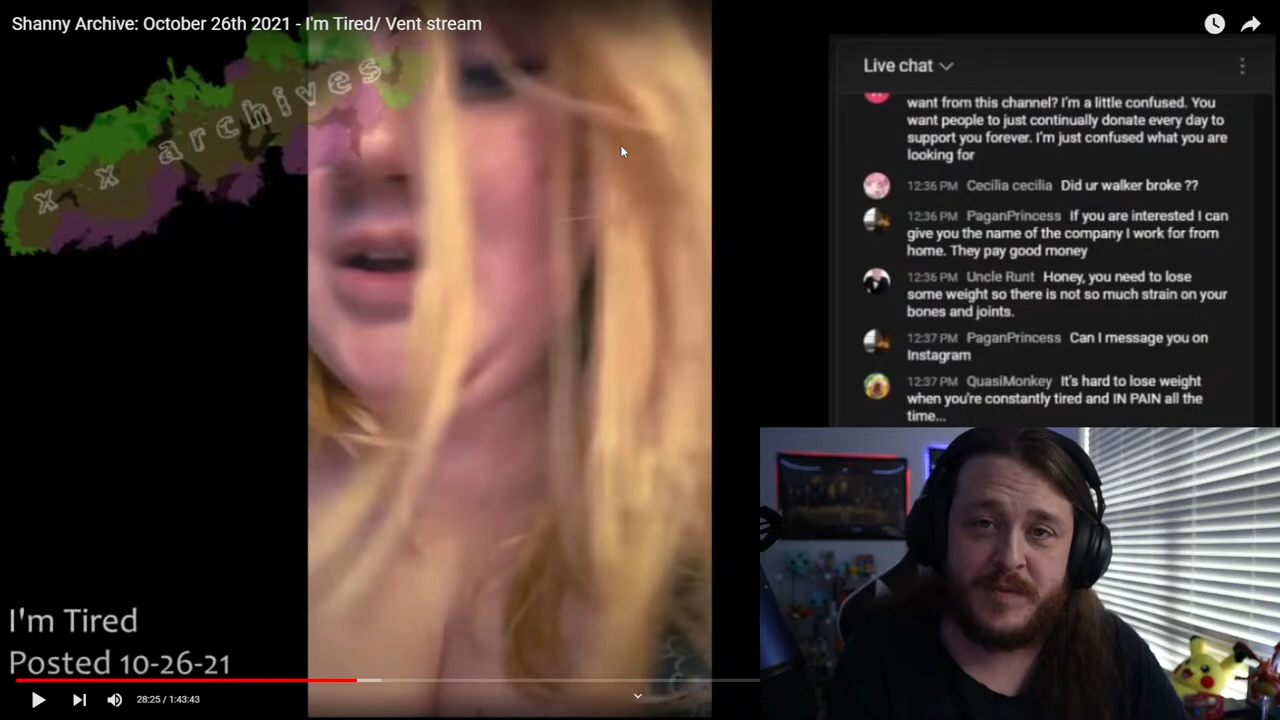 Shanny Archive: October 26th 2021 - I'm Tired/ Vent stream
x x archives
Live chat
want from this channel? I'm a little confused. You
want people to just continually donate every day to
support you forever. I'm just confused what you are
looking for
12:36 PM Cecilia cecilia Did ur walker broke ??
12:36 PM PaganPrincess If you are interested I can
give you the name of the company I work for from
home. They pay good money
12:36 PM Uncle Runt Honey, you need to lose
some weight so there is not so much strain on your
bones and joints.
12:37 PM PaganPrincess Can I message you on
Instagram
12:37 PM QuasiMonkey It's hard to lose weight
when you're constantly tired and IN PAIN all the
time...
I'm Tired
Posted 10-26-21
28:25 / 1:43:43